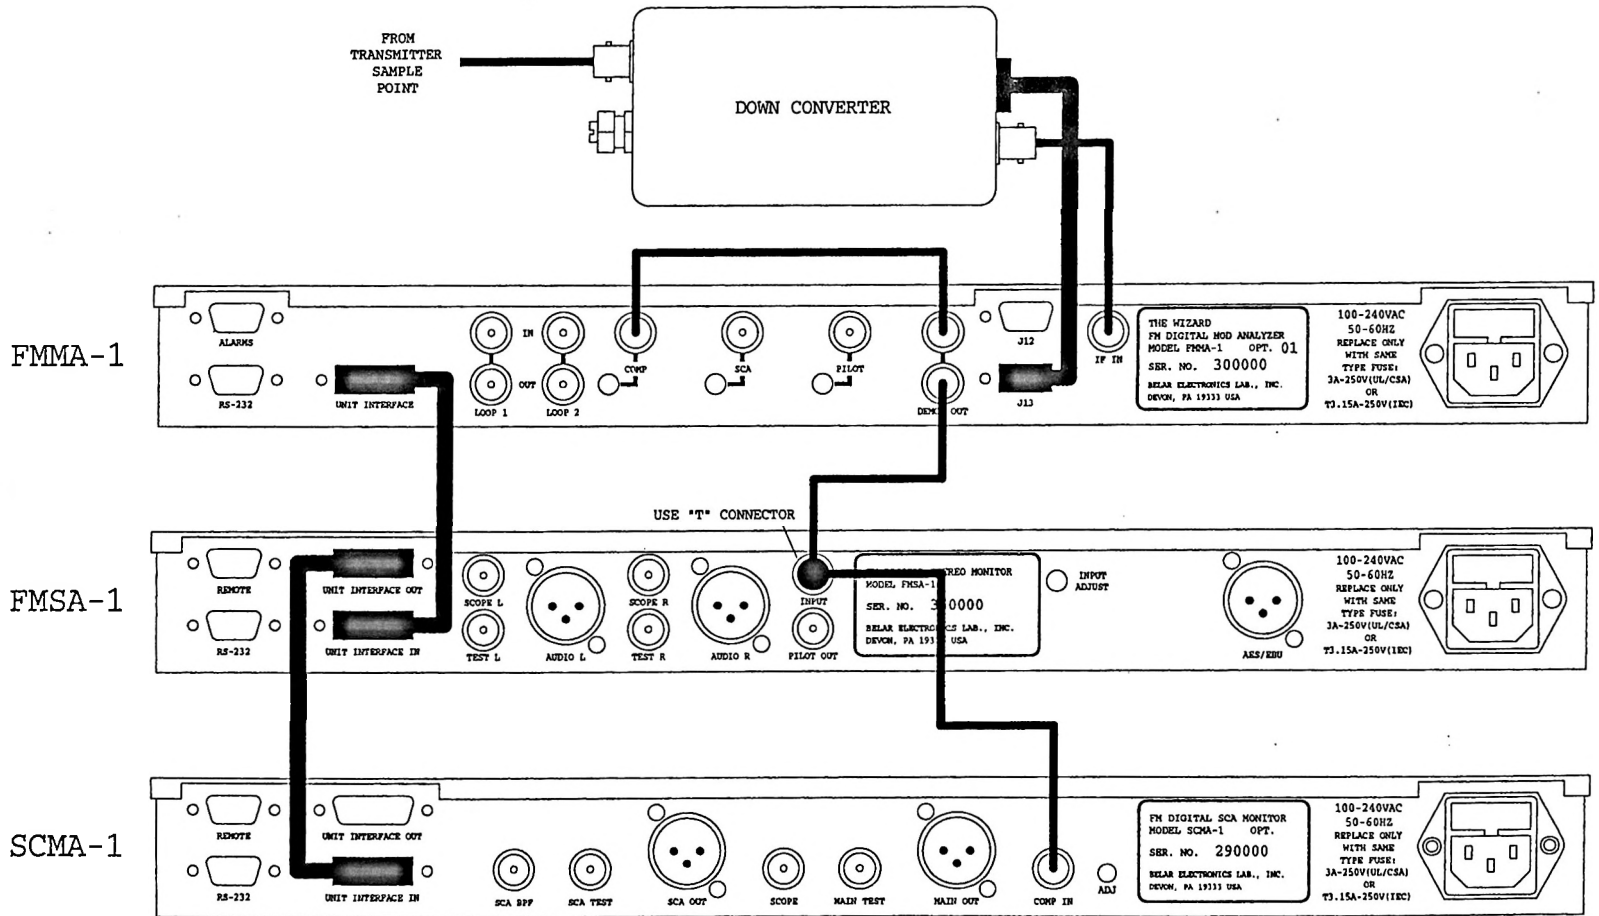 FROM
TRANSMITTER
SAMPLE
POINT
DOWN CONVERTER
FMMA-1
ALARMS
RS-232
UNIT INTERFACE
IN
OUT
LOOP 1
LOOP 2
COMP
SCA
PILOT
OUT
J12
J13
IF IN
THE WIZARD
FM DIGITAL MOD ANALYZER
MODEL FMMA-1 OPT. 01
SER. NO. 300000
BELAR ELECTRONICS LAB., INC.
DEVON, PA 19333 USA
100-240VAC
50-60HZ
REPLACE ONLY
WITH SAME
TYPE FUSE:
3A-250V(UL/CSA)
OR
T3.15A-250V(IEC)
USE "T" CONNECTOR
FMSA-1
REMOTE
RS-232
UNIT INTERFACE OUT
UNIT INTERFACE IN
SCOPE L
TEST L
AUDIO L
SCOPE R
TEST R
AUDIO R
INPUT
PILOT OUT
MONITOR
MODEL FMSA-1
SER. NO.
BELAR LAB., INC.
DEVON, PA USA
INPUT
ADJUST
AES/EBU
100-240VAC
50-60HZ
REPLACE ONLY
WITH SAME
TYPE FUSE:
3A-250V(UL/CSA)
OR
T3.15A-250V(IEC)
SCMA-1
REMOTE
RS-232
UNIT INTERFACE OUT
UNIT INTERFACE IN
SCA BPF
SCA TEST
SCA OUT
SCOPE
MAIN TEST
MAIN OUT
COMP IN
ADJ
FM DIGITAL SCA MONITOR
MODEL SCMA-1 OPT.
SER. NO. 290000
BELAR ELECTRONICS LAB., INC.
DEVON, PA 19333 USA
100-240VAC
50-60HZ
REPLACE ONLY
WITH SAME
TYPE FUSE:
3A-250V(UL/CSA)
OR
T3.15A-250V(IEC)